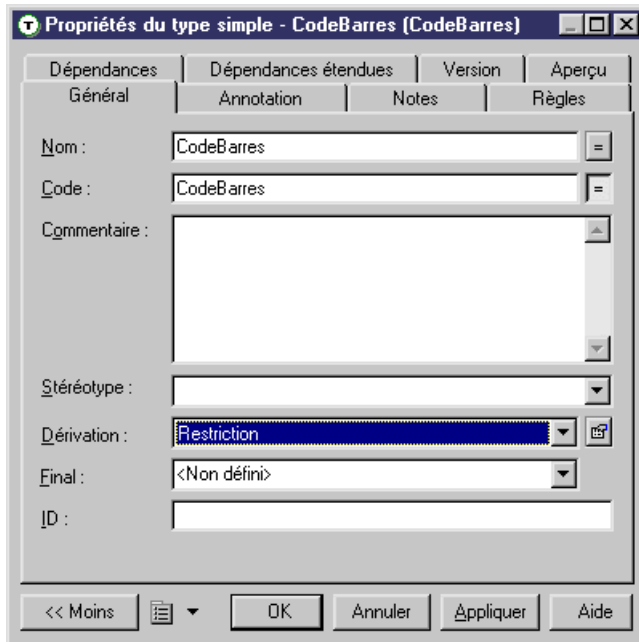 Propriétés du type simple - CodeBarres (CodeBarres)
Dépendances Dépendances étendues Version Aperçu
Général Annotation Notes Règles
Nom : CodeBarres =
Code : CodeBarres =
Commentaire :
Stéréotype :
Dérivation : Restriction
Final : <Non défini>
ID :
<< Moins OK Annuler Appliquer Aide